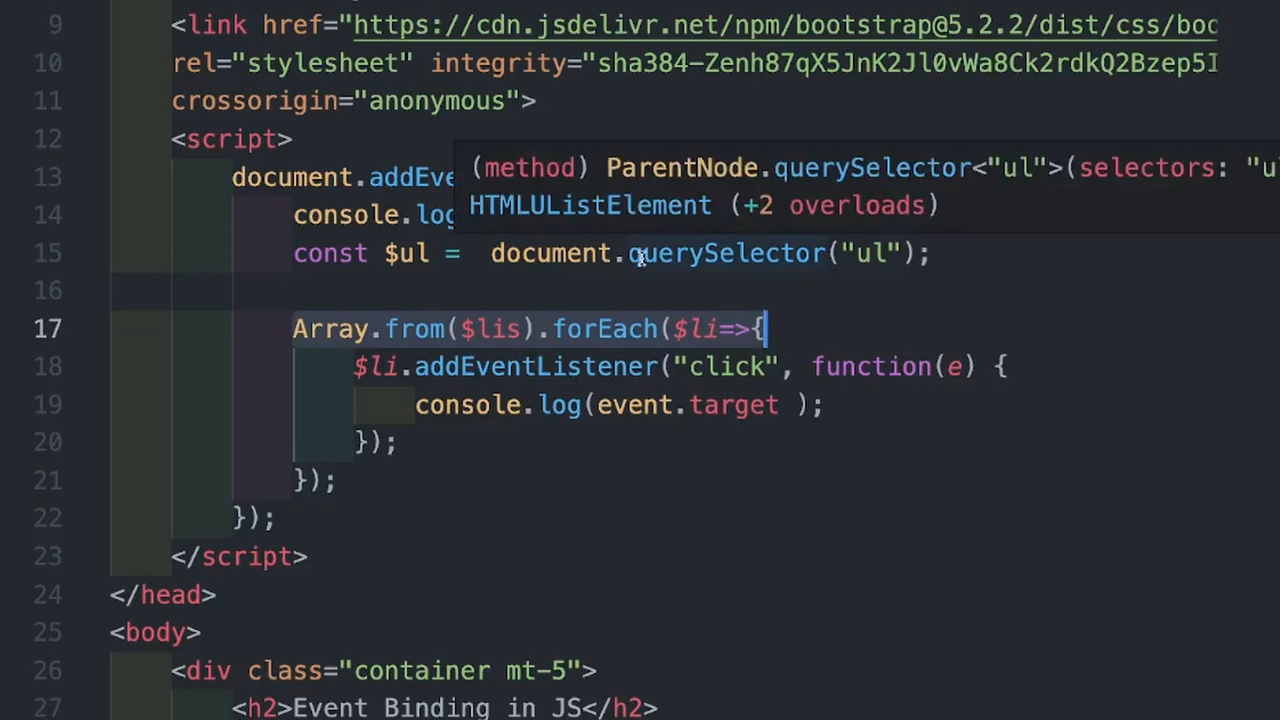 9 <link href="https://cdn.jsdelivr.net/npm/bootstrap@5.2.2/dist/css/boo
10 rel="stylesheet" integrity="sha384-Zenh87qX5JnK2Jl0vWa8Ck2rdkQ2Bzep5I
11 crossorigin="anonymous">
12 <script>
(method) ParentNode.querySelector<"ul">(selectors: "u
13 document.addEve
HTMLUListElement (+2 overloads)
14 console.log
15 const $ul =  document.querySelector("ul");
16
17 Array.from($lis).forEach($li=>{
18 $li.addEventListener("click", function(e) {
19 console.log(event.target );
20 });
21 });
22 });
23 </script>
24 </head>
25 <body>
26 <div class="container mt-5">
27 <h2>Event Binding in JS</h2>